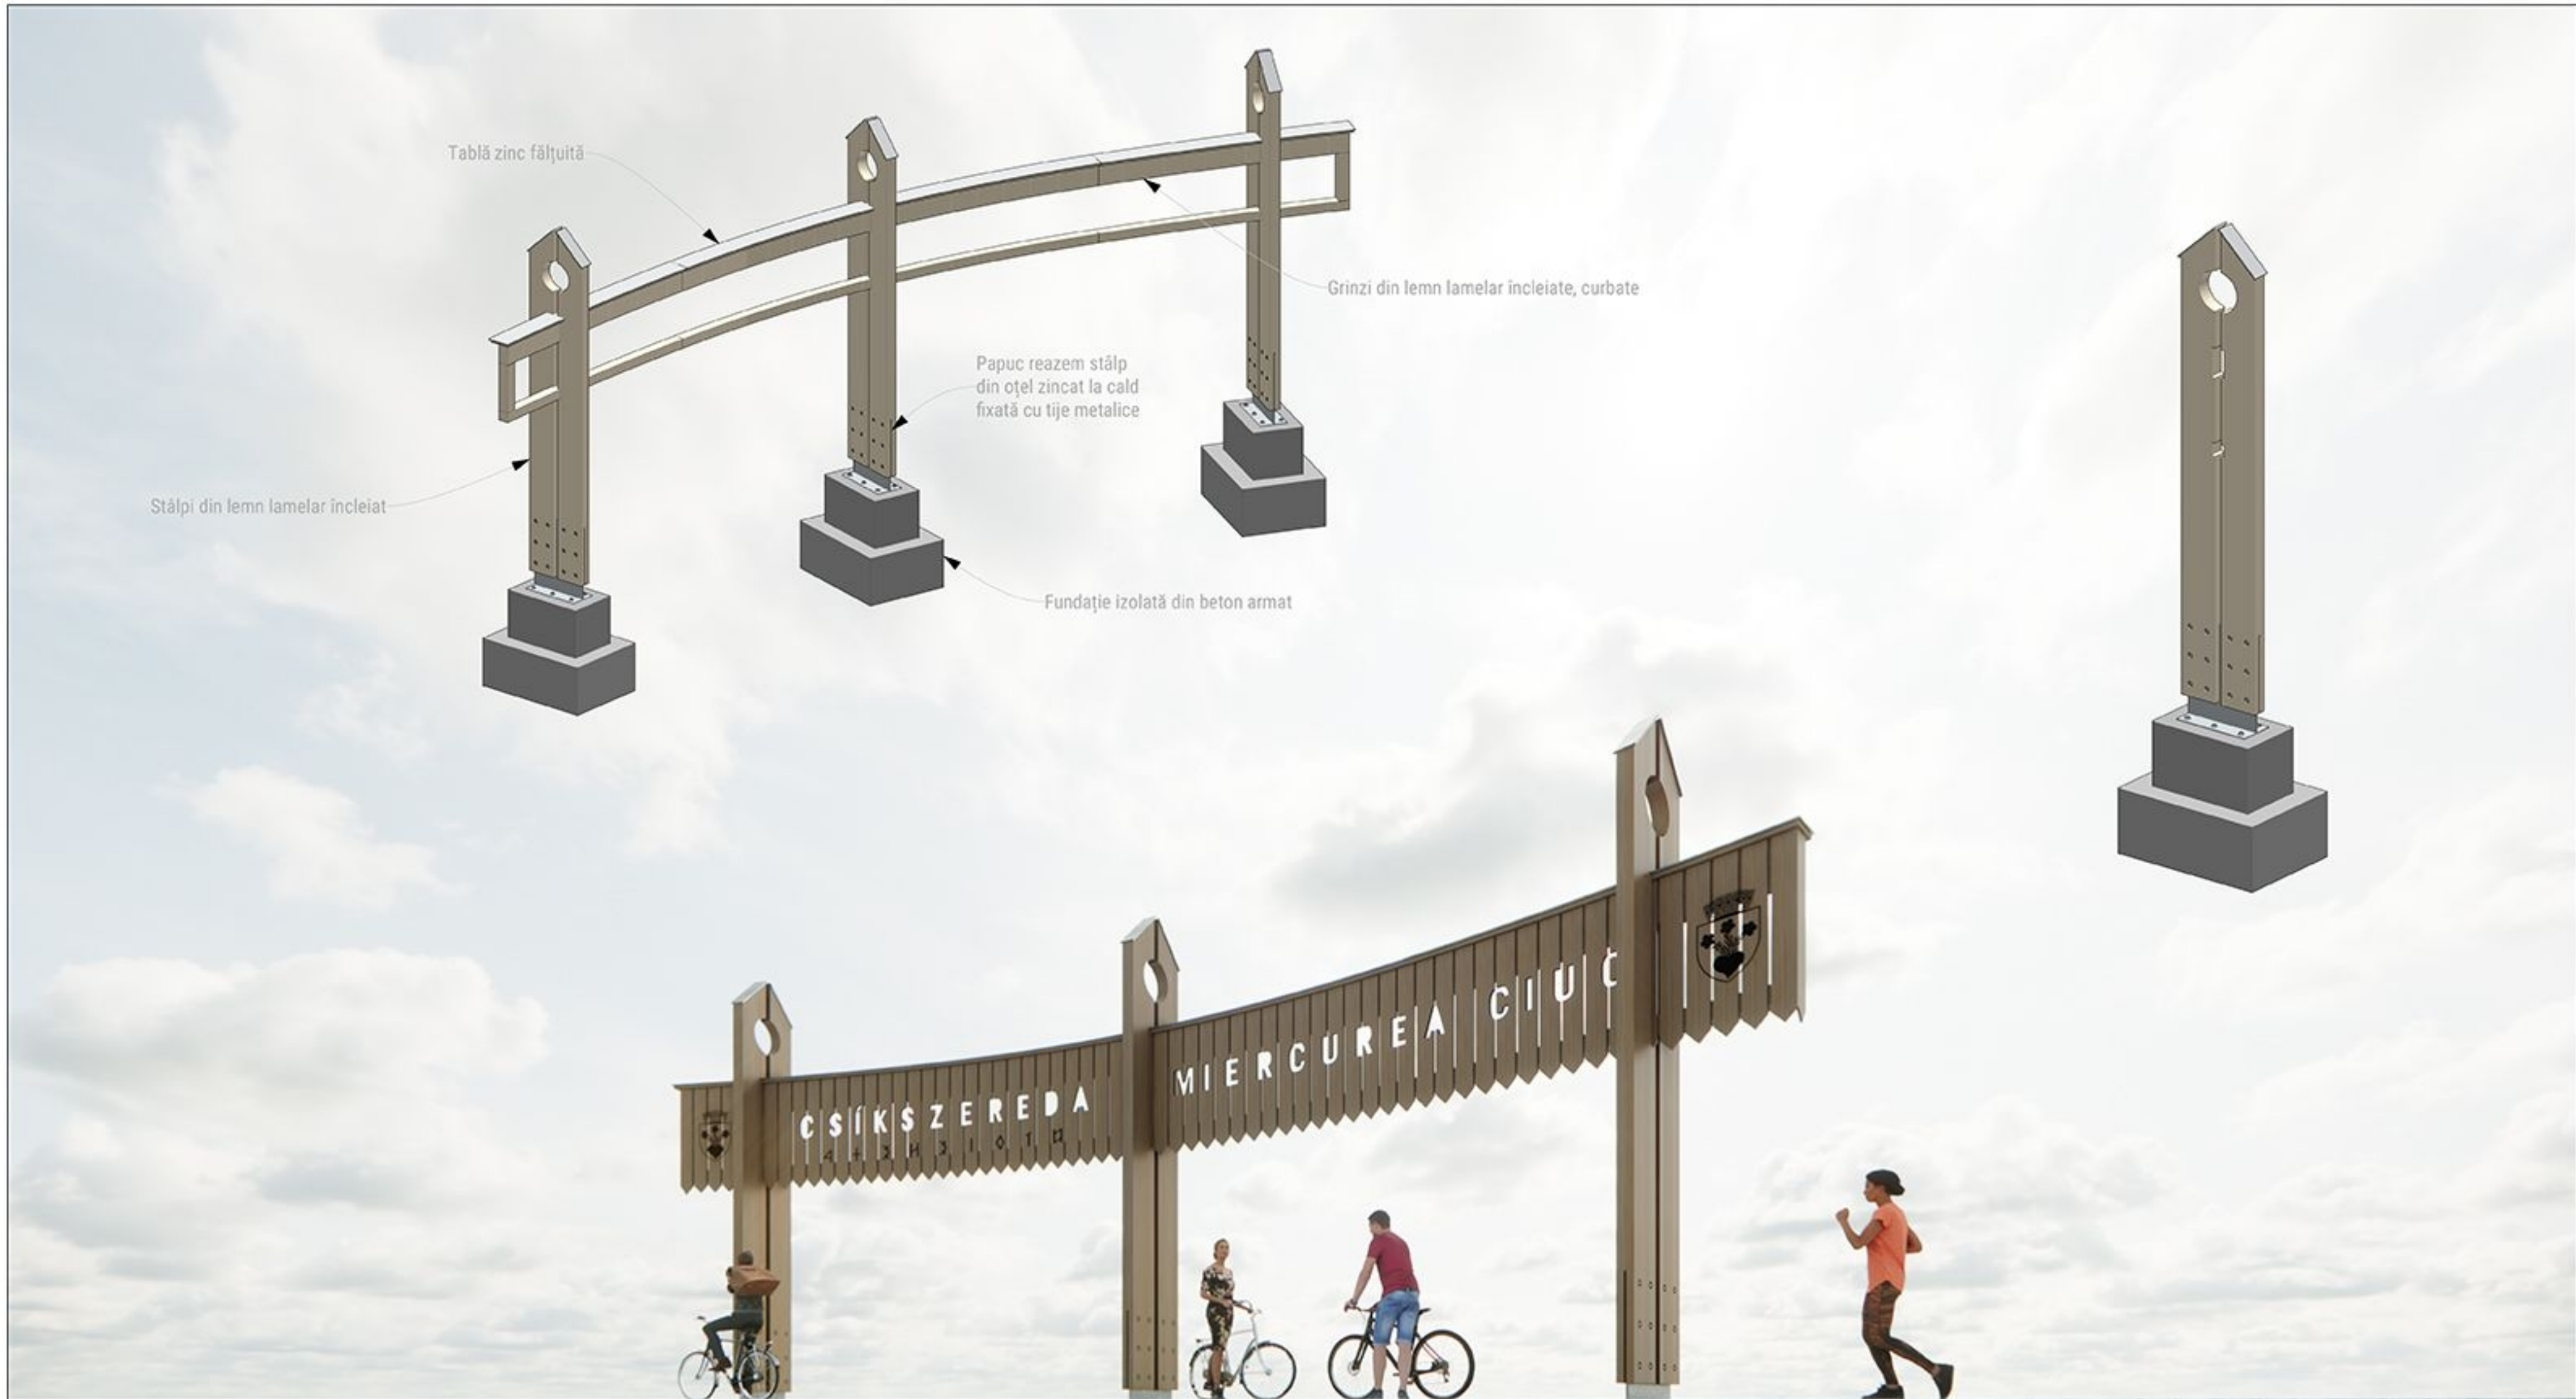 Tablă zinc fălțuită
Grinzi din lemn lamelar incleiate, curbate
Papuc reazem stâlp
din oțel zincat la cald
fixată cu tije metalice
Stâlpi din lemn lamelar încleiat
Fundație izolată din beton armat
CSÍKSZEREDA
MIERCUREA CIUC